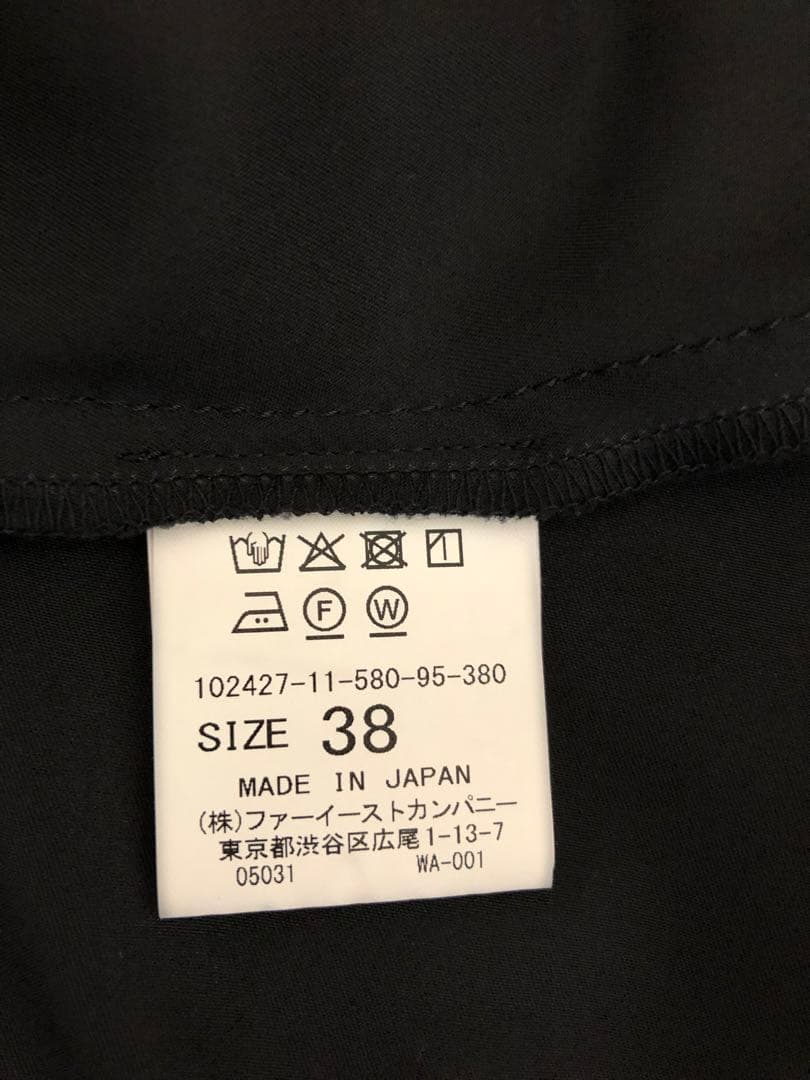 F W
102427-11-580-95-380
SIZE 38
MADE IN JAPAN
(株)ファーイーストカンパニー
東京都渋谷区広尾1-13-7
05031 WA-001